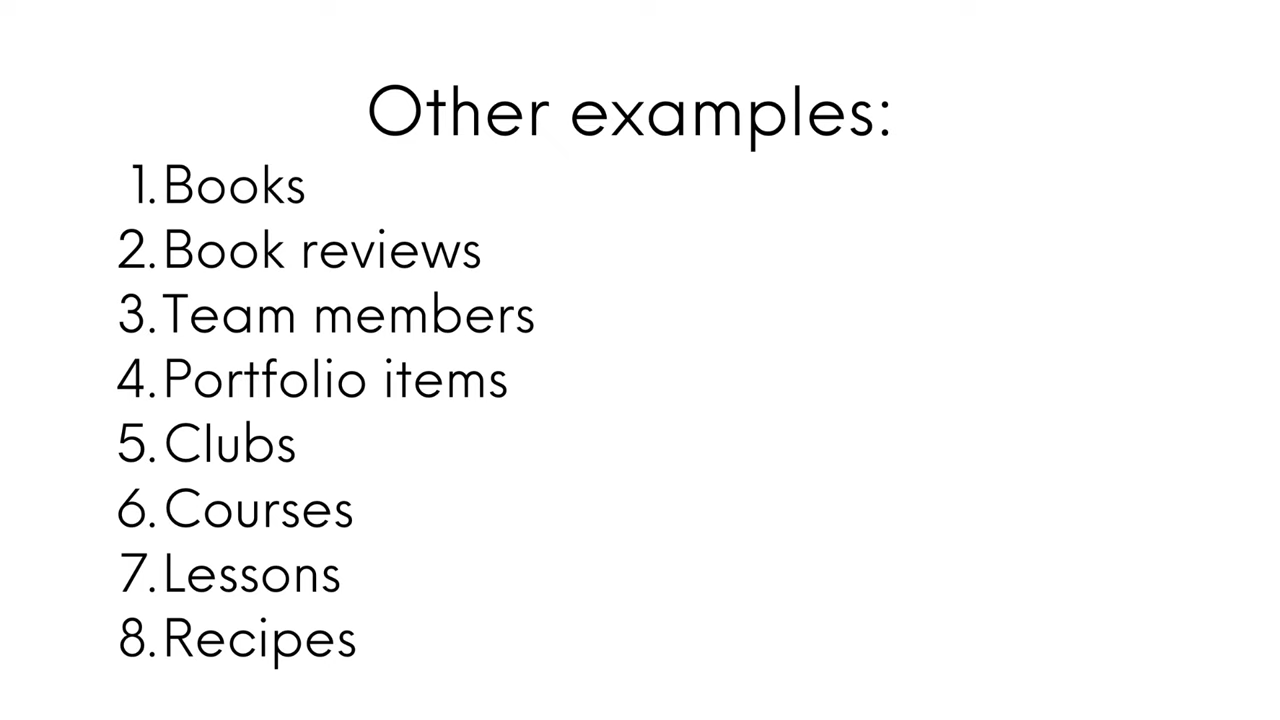 Other examples:
1. Books
2. Book reviews
3. Team members
4. Portfolio items
5. Clubs
6. Courses
7. Lessons
8. Recipes